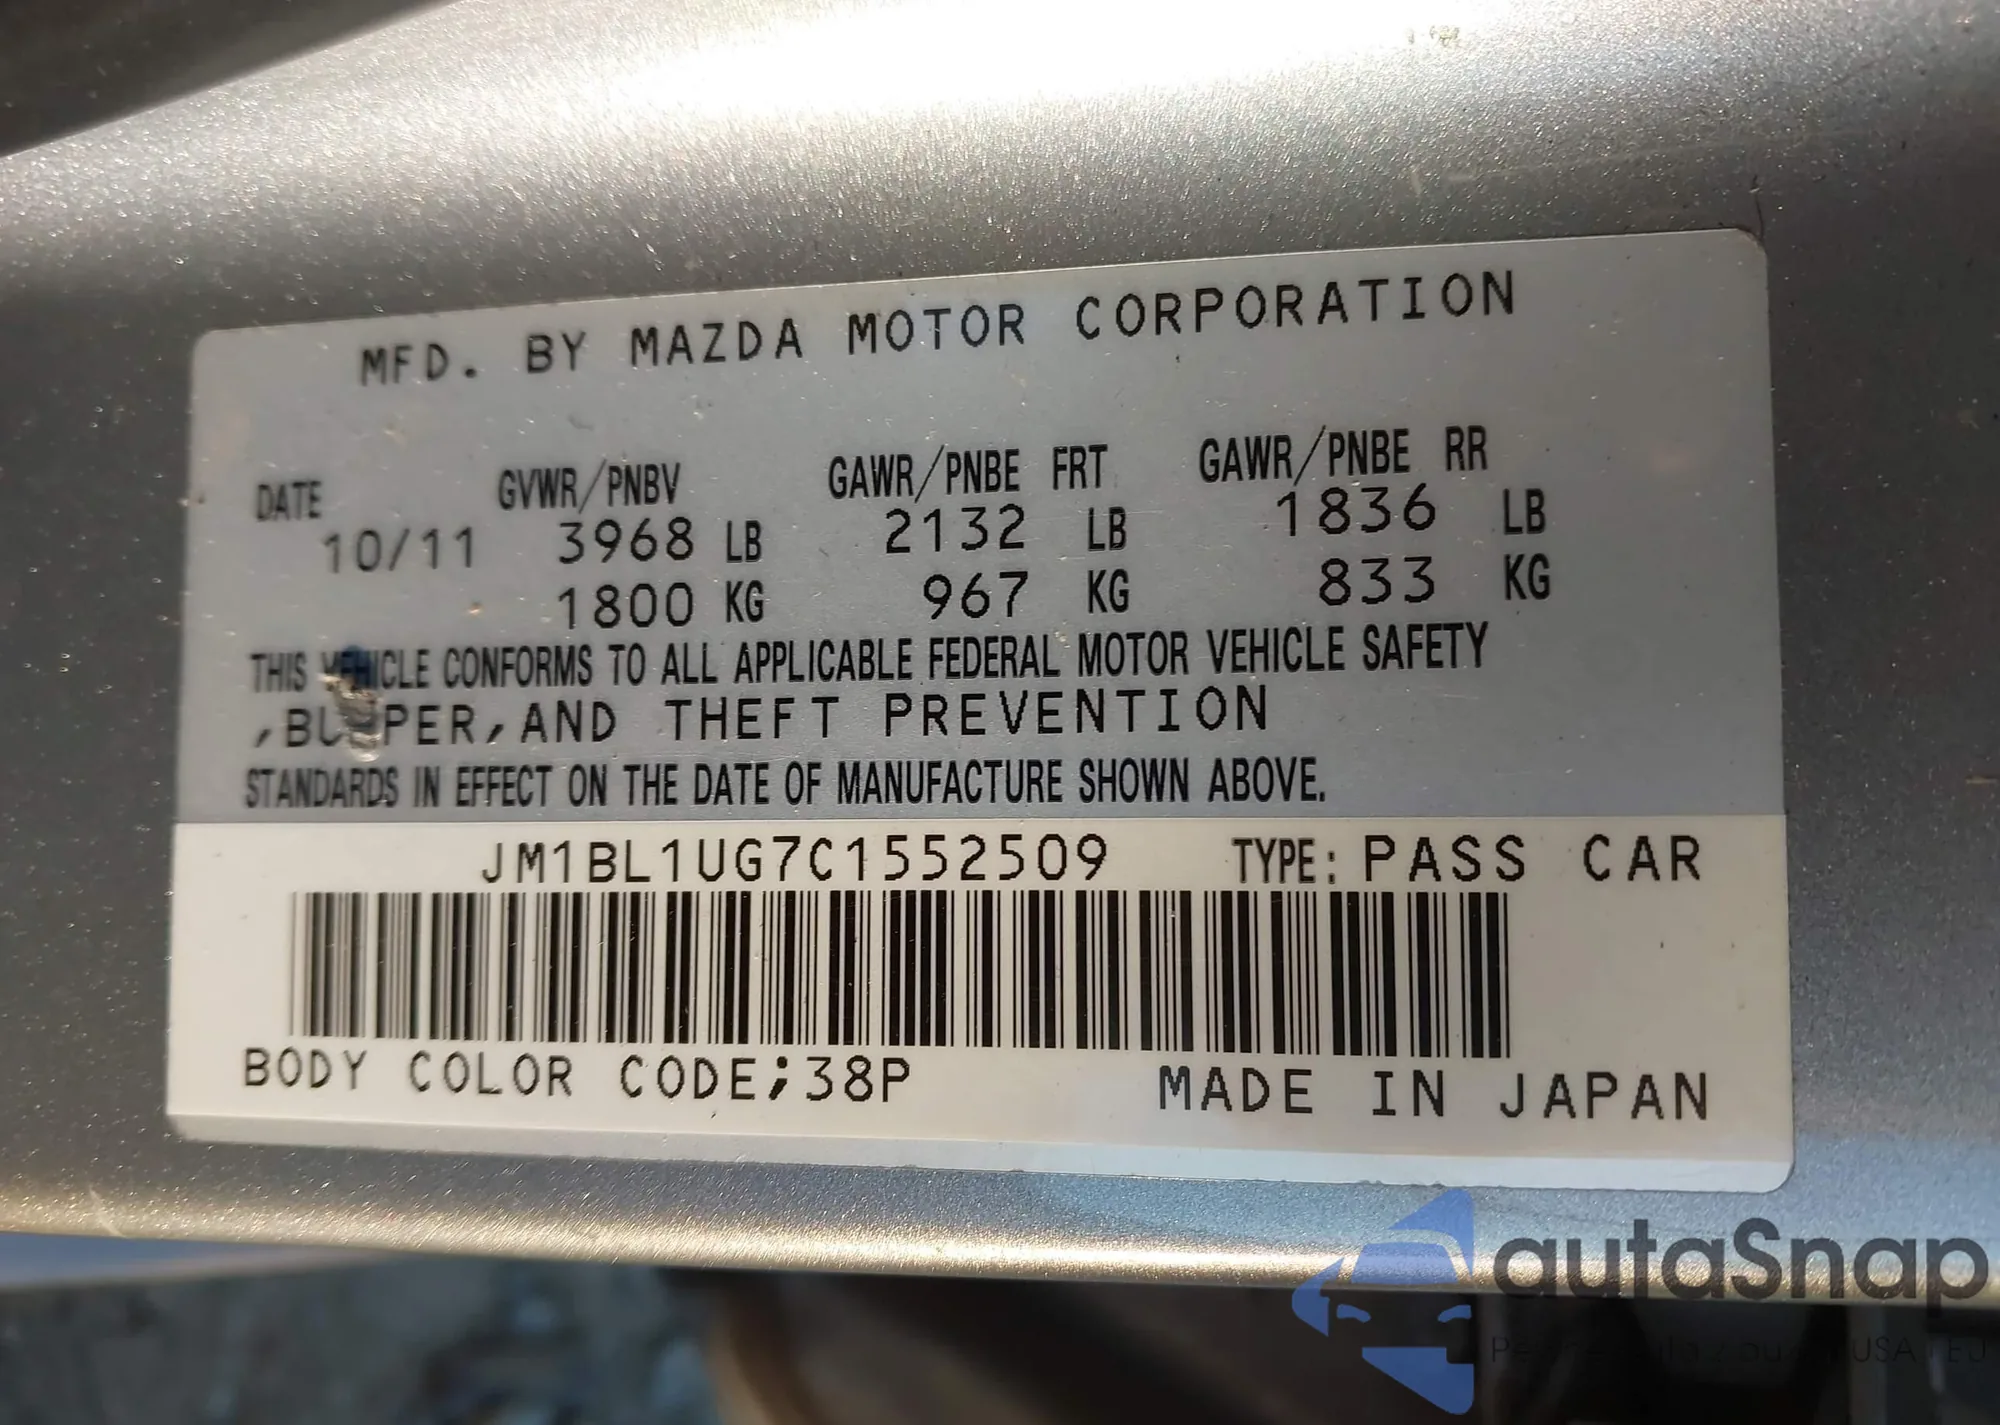 MFD. BY MAZDA MOTOR CORPORATION
DATE GVWR/PNBV GAWR/PNBE FRT GAWR/PNBE RR
10/11 3968 LB 2132 LB 1836 LB
1800 KG 967 KG 833 KG
THIS VEHICLE CONFORMS TO ALL APPLICABLE FEDERAL MOTOR VEHICLE SAFETY
,BUMPER,AND THEFT PREVENTION
STANDARDS IN EFFECT ON THE DATE OF MANUFACTURE SHOWN ABOVE.
JM1BL1UG7C1552509 TYPE: PASS CAR
BODY COLOR CODE;38P MADE IN JAPAN
autaSnap
USA
EU